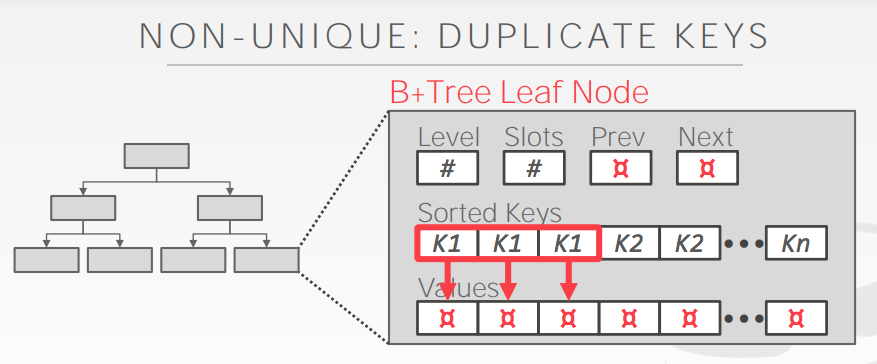 NON-UNIQUE: DUPLICATE KEYS
B+Tree Leaf Node
Level Slots Prev Next
# # ¤ ¤
Sorted Keys
K1 K1 K1 K2 K2 ••• Kn
Values
¤ ¤ ¤ ¤ ¤ ••• ¤